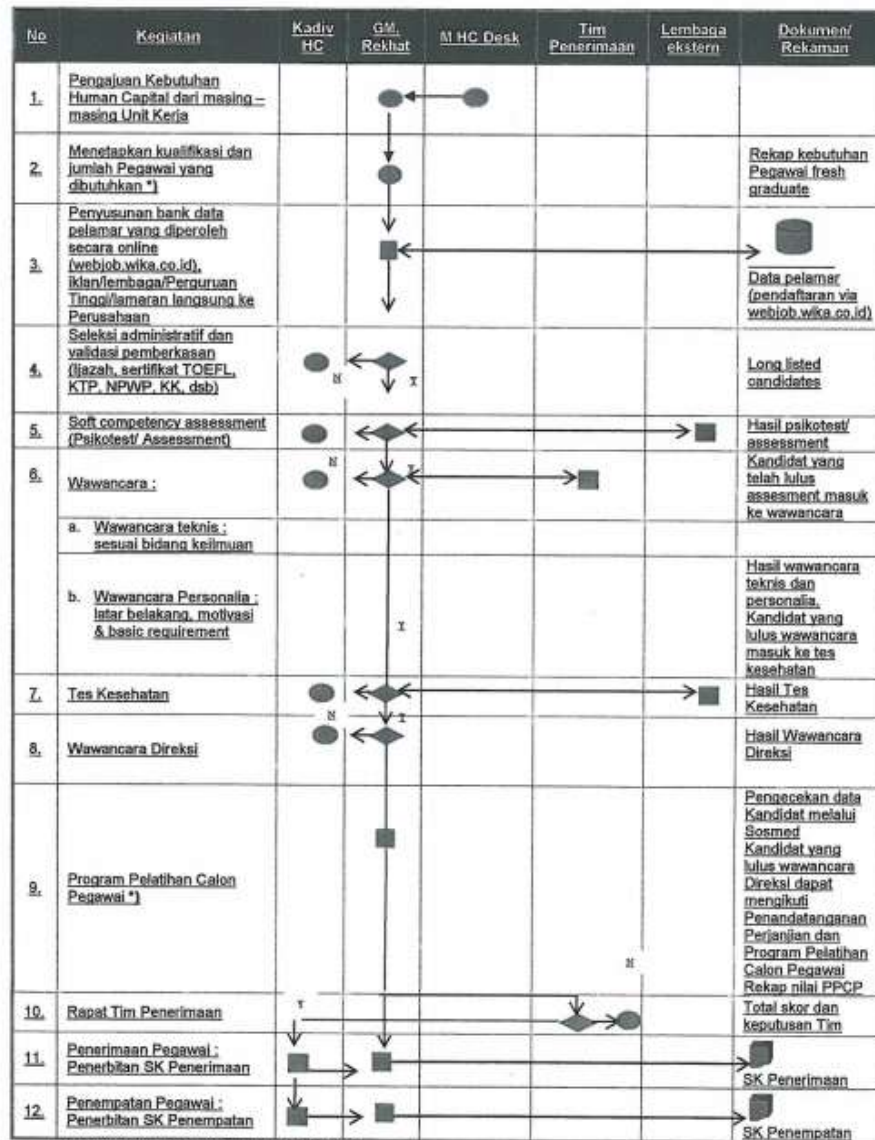 No
Kegiatan
Kadiv
HC
GM.
Rekhat
M HC Desk
Tim
Penerimaan
Lembaga
ekstern
Dokumen/
Rekaman
1.
Pengajuan Kebutuhan
Human Capital dari masing –
masing Unit Kerja
2.
Menetapkan kualifikasi dan
jumlah Pegawai yang
dibutuhkan *)
Rekap kebutuhan
Pegawai fresh
graduate
3.
Penyusunan bank data
pelamar yang diperoleh
secara online
(webjob.wika.co.id),
iklan/lembaga/Perguruan
Tinggi/lamaran langsung ke
Perusahaan
Data pelamar
(pendaftaran via
webjob.wika.co.id)
4.
Seleksi administratif dan
validasi pemberkasan
(Ijazah, sertifikat TOEFL,
KTP, NPWP, KK, dsb)
N
Y
Long listed
candidates
5.
Soft competency assessment
(Psikotest/ Assessment)
Hasil psikotest/
assessment
6.
Wawancara :
N
Y
Kandidat yang
telah lulus
assesment masuk
ke wawancara
a. Wawancara teknis :
sesuai bidang keilmuan
b. Wawancara Personalia :
latar belakang, motivasi
& basic requirement
Y
Hasil wawancara
teknis dan
personalia.
Kandidat yang
lulus wawancara
masuk ke tes
kesehatan
7.
Tes Kesehatan
Hasil Tes
Kesehatan
N
Y
8.
Wawancara Direksi
Hasil Wawancara
Direksi
9.
Program Pelatihan Calon
Pegawai *)
Pengecekan data
Kandidat melalui
Sosmed
Kandidat yang
lulus wawancara
Direksi dapat
mengikuti
Penandatanganan
Perjanjian dan
Program Pelatihan
Calon Pegawai
Rekap nilai PPCP
N
10.
Rapat Tim Penerimaan
Y
Total skor dan
keputusan Tim
11.
Penerimaan Pegawai :
Penerbitan SK Penerimaan
SK Penerimaan
12.
Penempatan Pegawai :
Penerbitan SK Penempatan
SK Penempatan